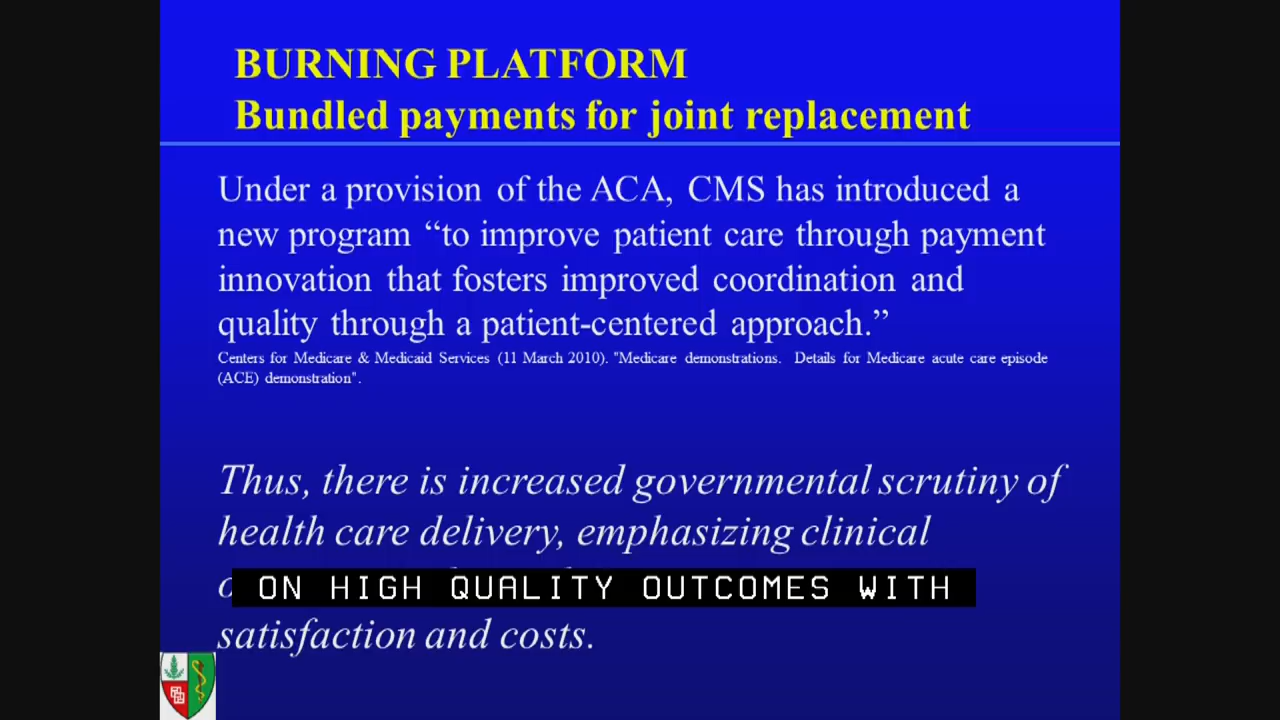 BURNING PLATFORM
Bundled payments for joint replacement
Under a provision of the ACA, CMS has introduced a
new program “to improve patient care through payment
innovation that fosters improved coordination and
quality through a patient-centered approach.”
Centers for Medicare & Medicaid Services (11 March 2010). "Medicare demonstrations. Details for Medicare acute care episode
(ACE) demonstration".
Thus, there is increased governmental scrutiny of
health care delivery, emphasizing clinical
ON HIGH QUALITY OUTCOMES WITH
satisfaction and costs.